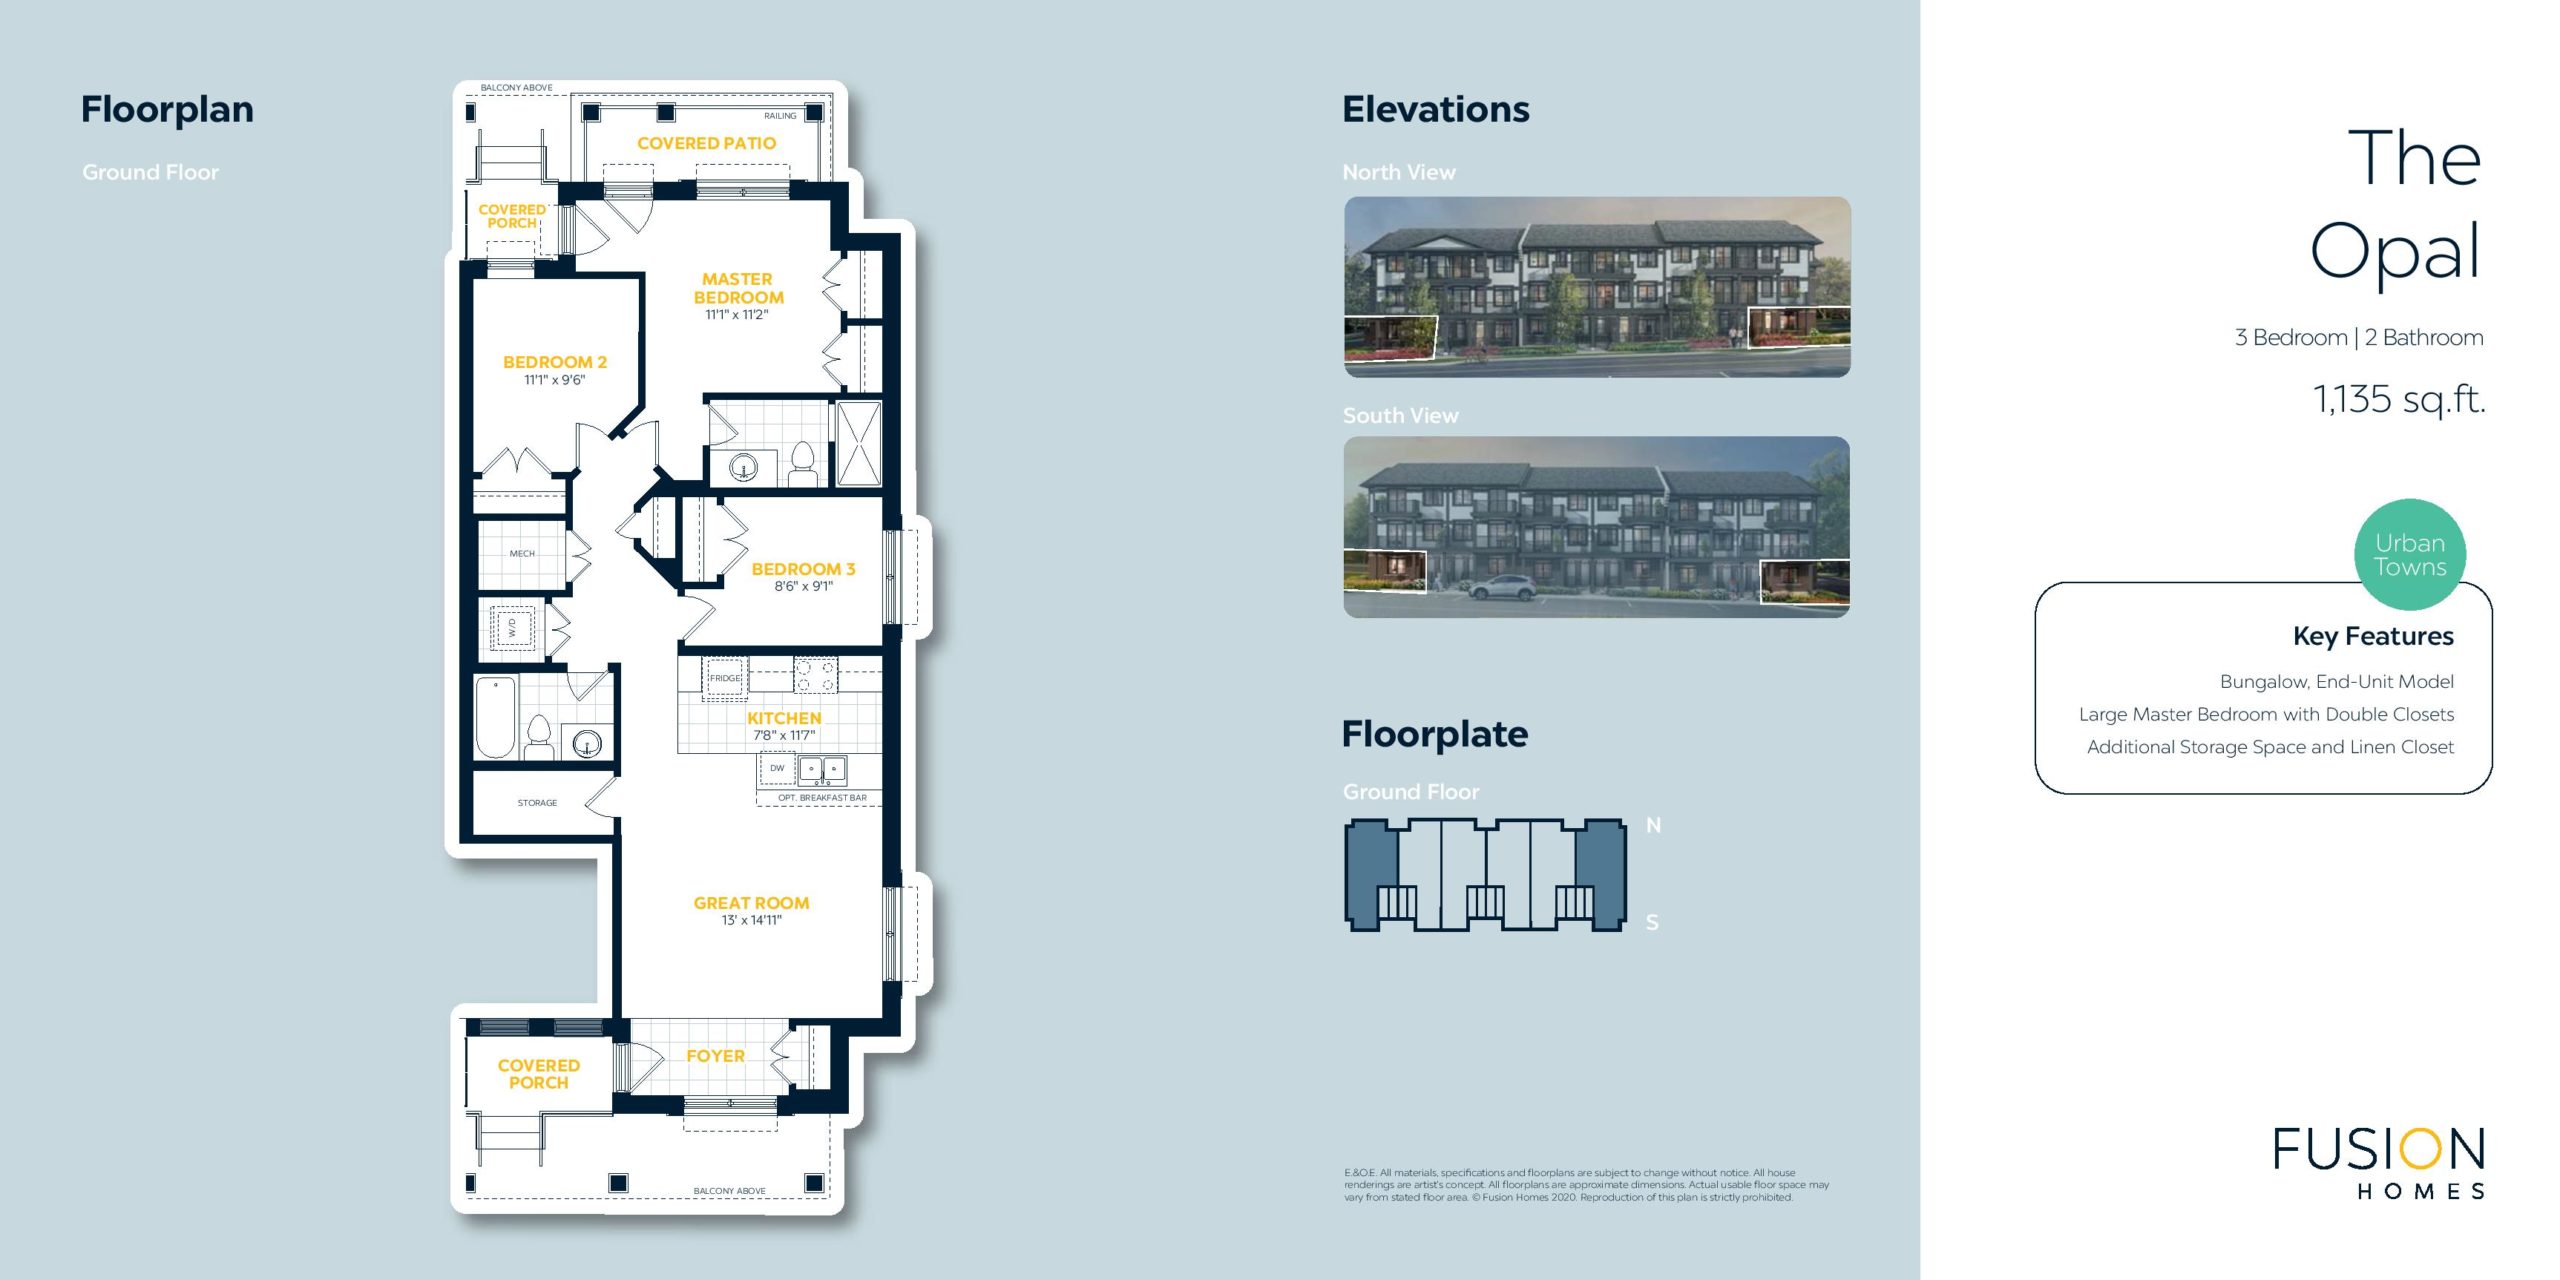 Floorplan
Ground Floor
BALCONY ABOVE
RAILING
COVERED PATIO
COVERED
PORCH
MASTER
BEDROOM
11'1" x 11'2"
BEDROOM 2
11'1" x 9'6"
MECH
BEDROOM 3
8'6" x 9'1"
W/D
FRIDGE
KITCHEN
7'8" x 11'7"
DW
OPT. BREAKFAST BAR
STORAGE
GREAT ROOM
13' x 14'11"
FOYER
COVERED
PORCH
BALCONY ABOVE
Elevations
North View
South View
Floorplate
Ground Floor
N
S
E.&O.E. All materials, specifications and floorplans are subject to change without notice. All house
renderings are artist's concept. All floorplans are approximate dimensions. Actual usable floor space may
vary from stated floor area. © Fusion Homes 2020. Reproduction of this plan is strictly prohibited.
The
Opal
3 Bedroom | 2 Bathroom
1,135 sq.ft.
Urban
Towns
Key Features
Bungalow, End-Unit Model
Large Master Bedroom with Double Closets
Additional Storage Space and Linen Closet
FUSION
HOMES